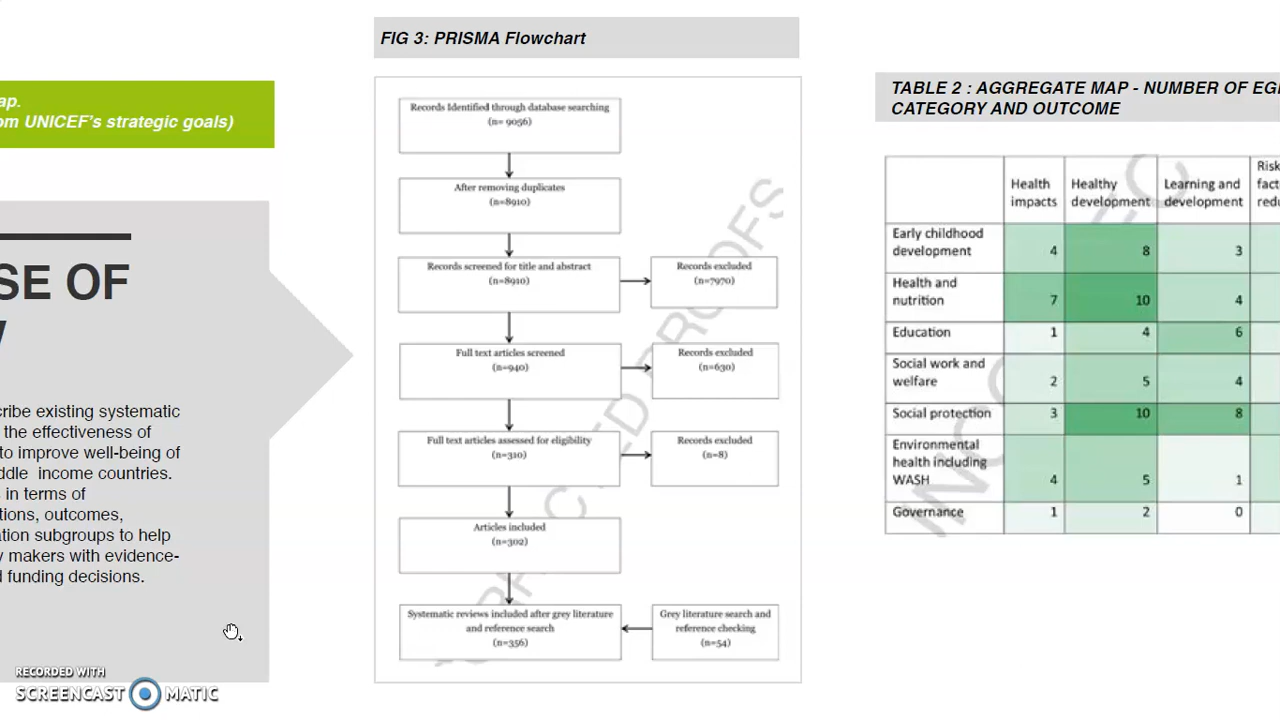 ap.
om UNICEF's strategic goals)
SE OF
cribe existing systematic
the effectiveness of
to improve well-being of
ddle income countries.
in terms of
tions, outcomes,
ation subgroups to help
y makers with evidence-
d funding decisions.
RECORDED WITH
SCREENCAST MATIC
FIG 3: PRISMA Flowchart
Records Identified through database searching
(n= 9056)
After removing duplicates
(n=8910)
Records screened for title and abstract
(n=8910)
Records excluded
(n=7970)
Full text articles screened
(n=940)
Records excluded
(n=630)
Full text articles assessed for eligibility
(n=310)
Records excluded
(n=8)
Articles included
(n=302)
Systematic reviews included after grey literature
and reference search
(n=356)
Grey literature search and
reference checking
(n=54)
TABLE 2 : AGGREGATE MAP - NUMBER OF EG
CATEGORY AND OUTCOME
Health impacts
Healthy development
Learning and development
Risk
fact
redu
Early childhood development 4 8 3
Health and nutrition 7 10 4
Education 1 4 6
Social work and welfare 2 5 4
Social protection 3 10 8
Environmental health including WASH 4 5 1
Governance 1 2 0